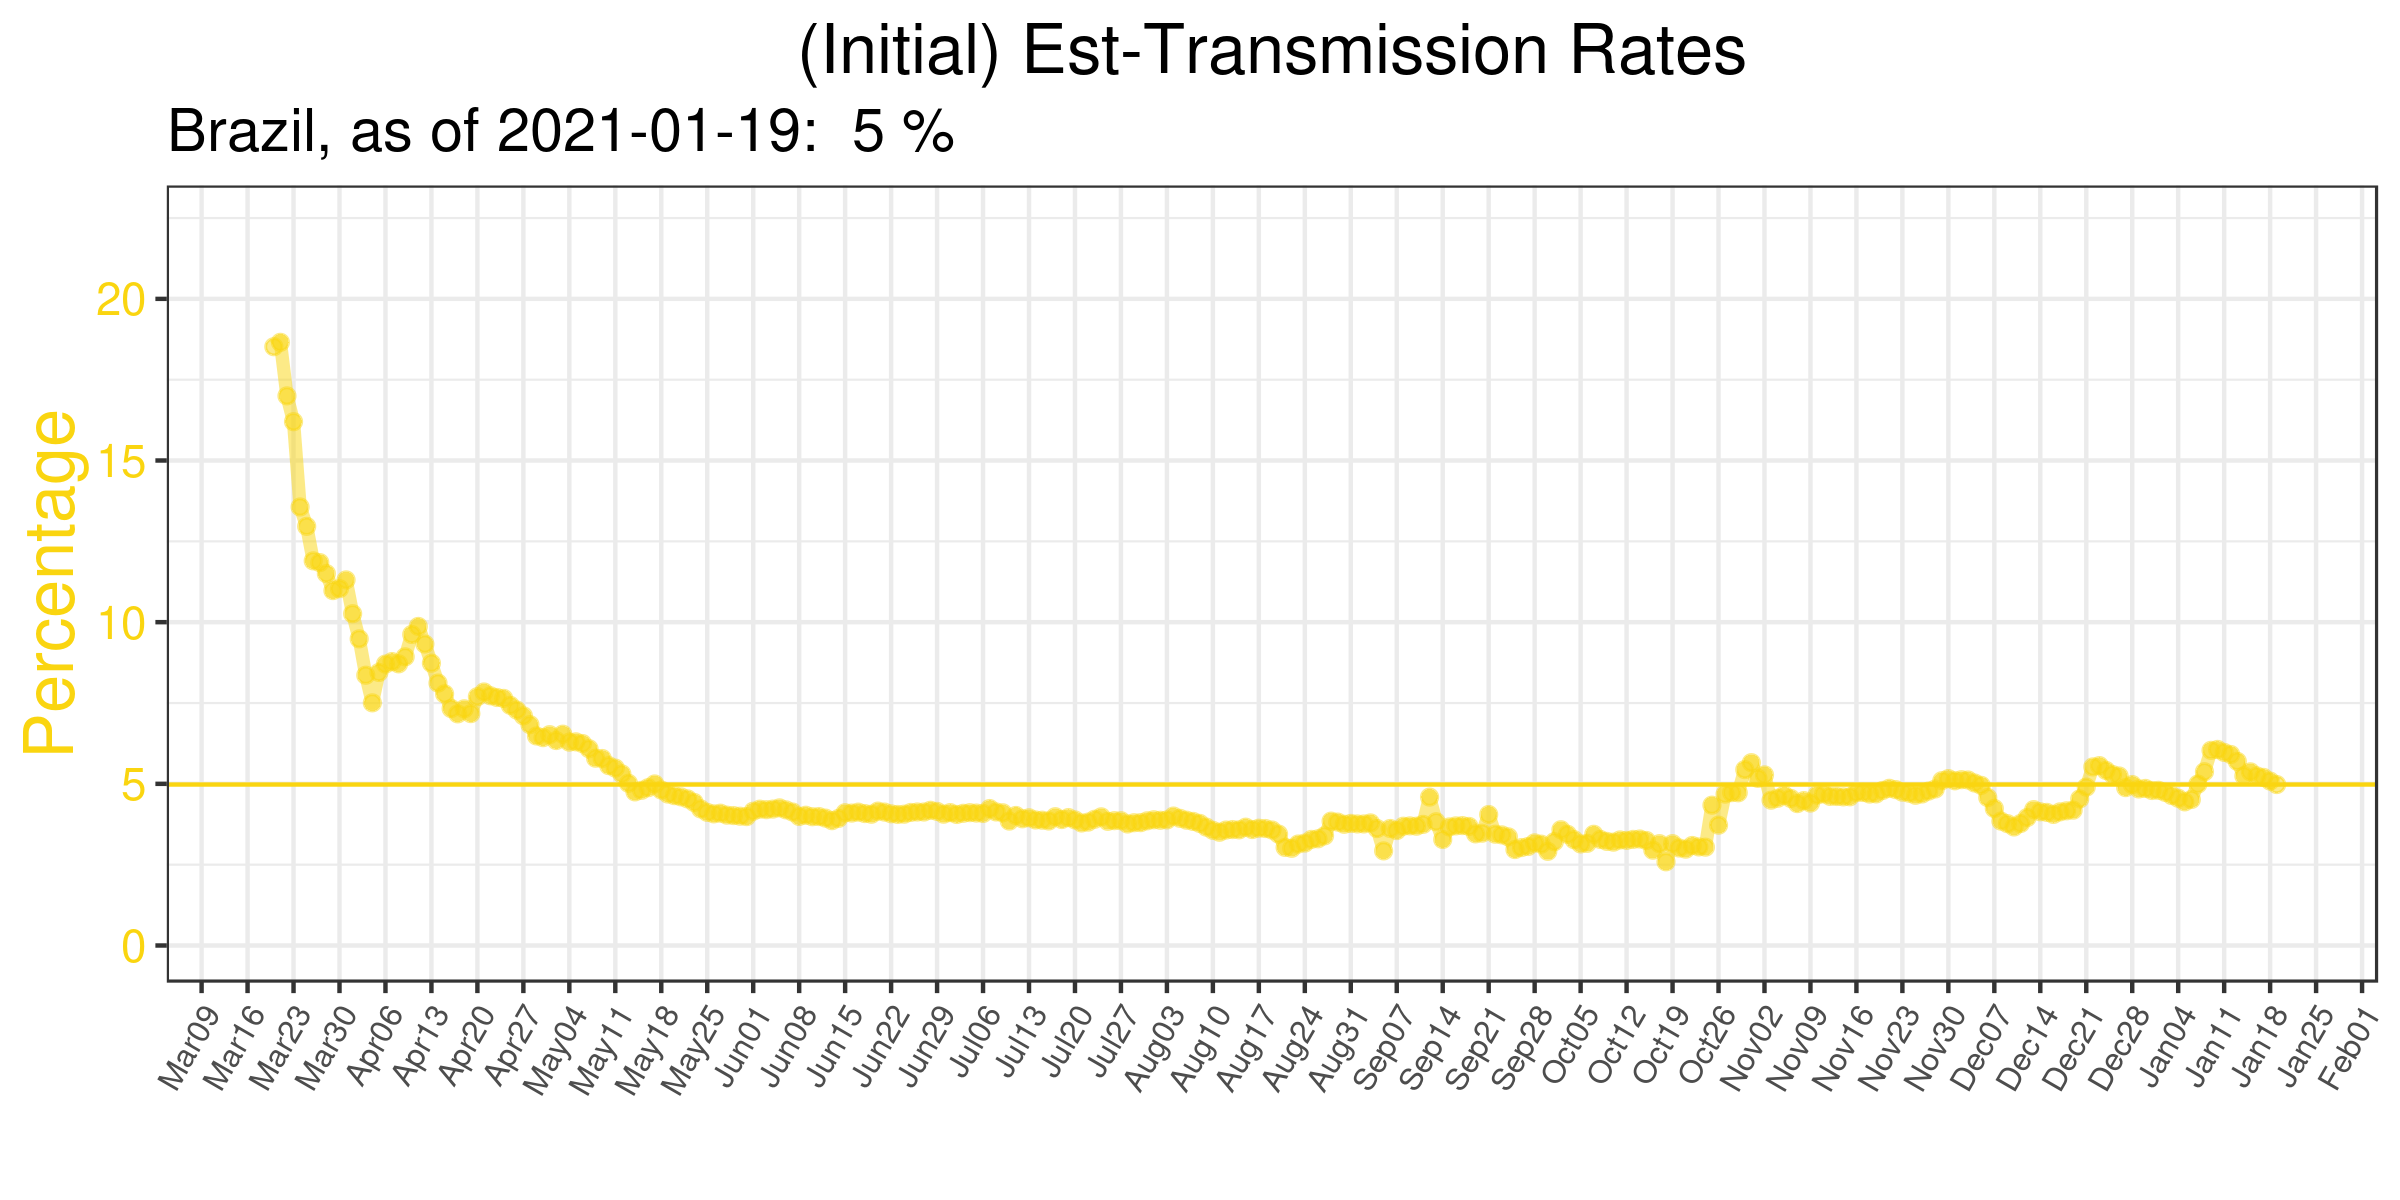 (Initial) Est-Transmission Rates
Brazil, as of 2021-01-19:  5 %
Percentage
20
15
10
5
0
Mar09 Mar16 Mar23 Mar30 Apr06 Apr13 Apr20 Apr27 May04 May11 May18 May25 Jun01 Jun08 Jun15 Jun22 Jun29 Jul06 Jul13 Jul20 Jul27 Aug03 Aug10 Aug17 Aug24 Aug31 Sep07 Sep14 Sep21 Sep28 Oct05 Oct12 Oct19 Oct26 Nov02 Nov09 Nov16 Nov23 Nov30 Dec07 Dec14 Dec21 Dec28 Jan04 Jan11 Jan18 Jan25 Feb01